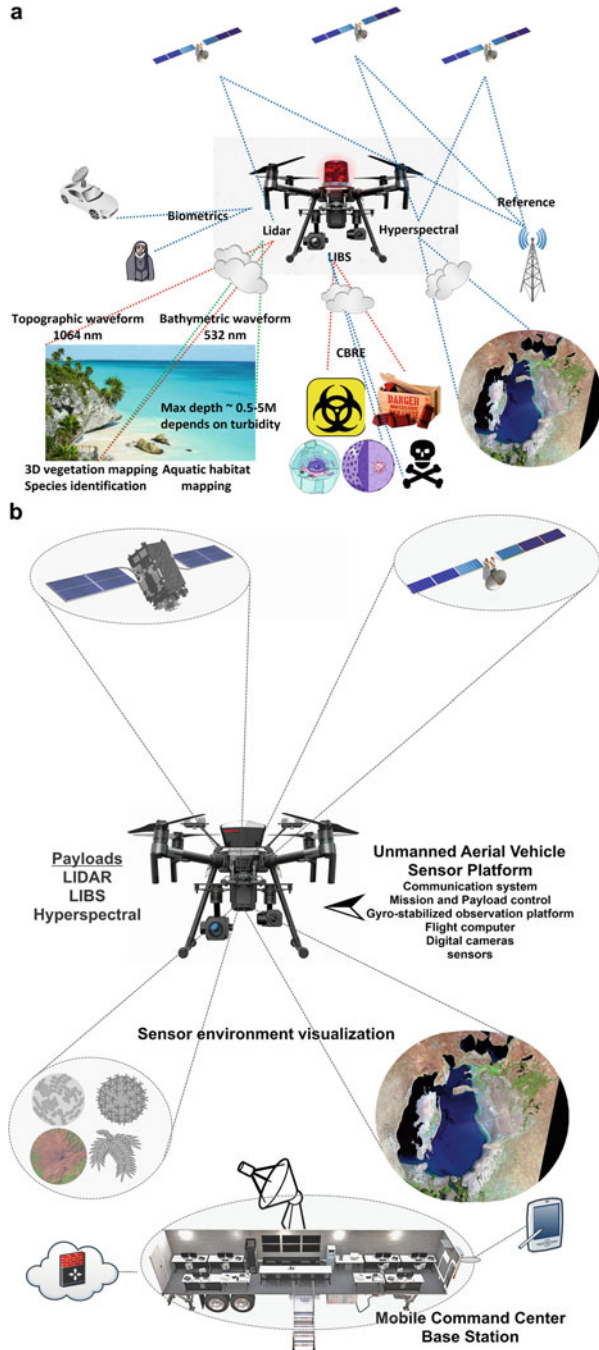 a
Biometrics
Lidar
Hyperspectral
Reference
LIBS
Topographic waveform
1064 nm
Bathymetric waveform
532 nm
CBRE
DANGER
Max depth ~ 0.5-5M
depends on turbidity
3D vegetation mapping
Species identification
Aquatic habitat
mapping
b
Payloads
LIDAR
LIBS
Hyperspectral
Unmanned Aerial Vehicle
Sensor Platform
Communication system
Mission and Payload control
Gyro-stabilized observation platform
Flight computer
Digital cameras
sensors
Sensor environment visualization
Mobile Command Center
Base Station